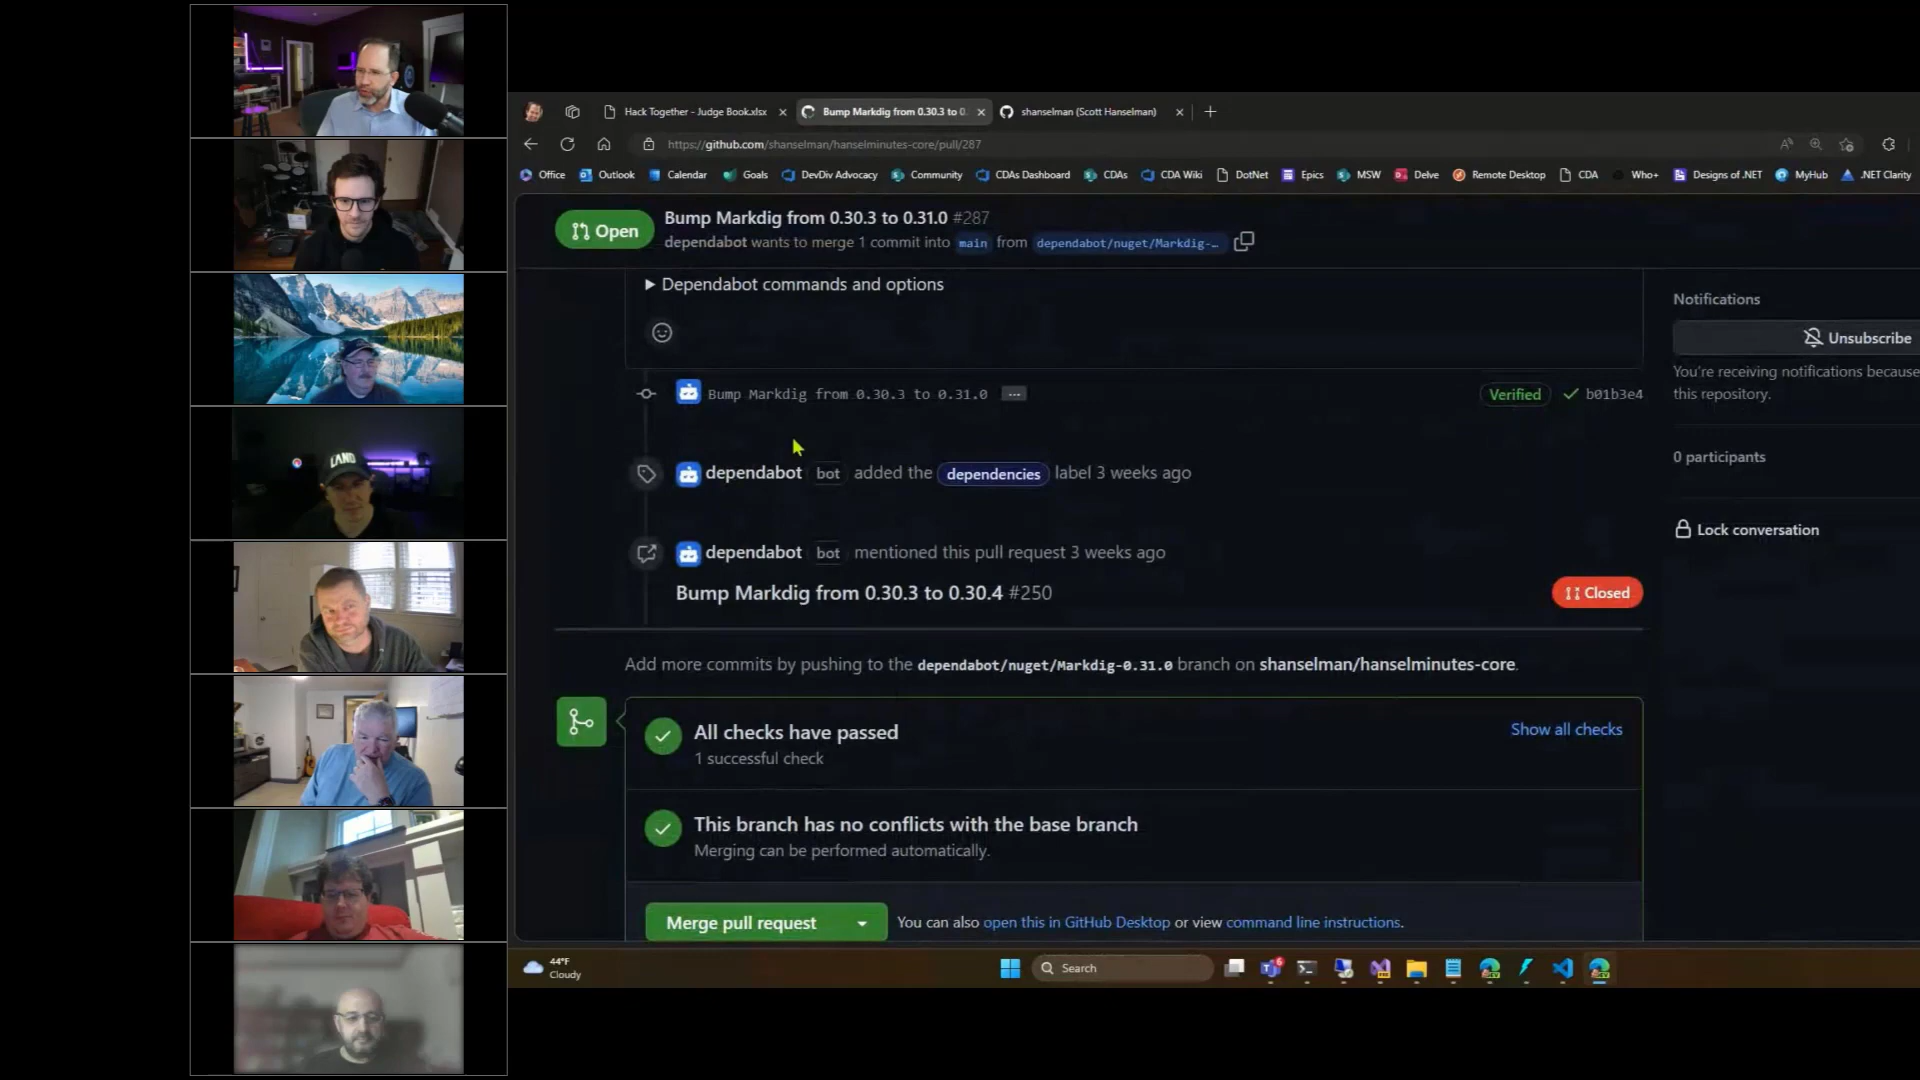 LAND
Hack Together - Judge Book.xlsx
Bump Markdig from 0.30.3 to 0.
shanselman (Scott Hanselman)
https://github.com/shanselman/hanselminutes-core/pull/287
Office Outlook Calendar Goals DevDiv Advocacy Community CDAs Dashboard CDAs CDA Wiki DotNet Epics MSW Delve Remote Desktop CDA Who+ Designs of .NET MyHub .NET Clarity
Open
Bump Markdig from 0.30.3 to 0.31.0 #287
dependabot wants to merge 1 commit into main from dependabot/nuget/Markdig-…
Dependabot commands and options
Bump Markdig from 0.30.3 to 0.31.0 ... Verified b01b3e4
dependabot bot added the dependencies label 3 weeks ago
dependabot bot mentioned this pull request 3 weeks ago
Bump Markdig from 0.30.3 to 0.30.4 #250 Closed
Add more commits by pushing to the dependabot/nuget/Markdig-0.31.0 branch on shanselman/hanselminutes-core.
All checks have passed Show all checks
1 successful check
This branch has no conflicts with the base branch
Merging can be performed automatically.
Merge pull request You can also open this in GitHub Desktop or view command line instructions.
Notifications
Unsubscribe
You're receiving notifications because
this repository.
0 participants
Lock conversation
44°F
Cloudy
Search
6